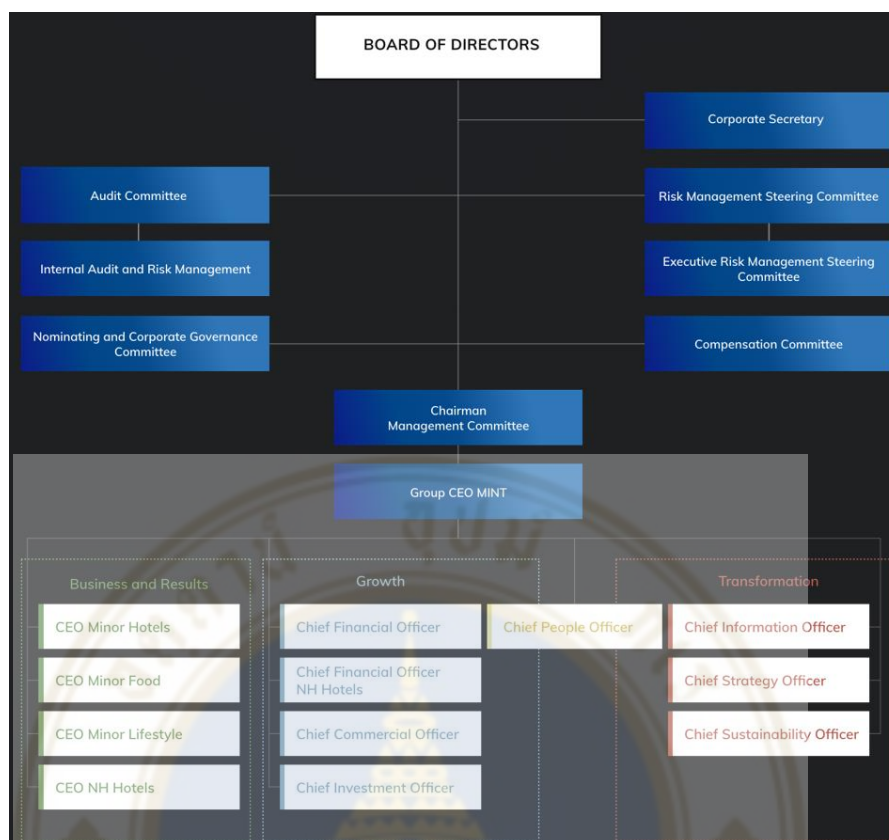 BOARD OF DIRECTORS
Corporate Secretary
Audit Committee
Risk Management Steering Committee
Internal Audit and Risk Management
Executive Risk Management Steering
Committee
Nominating and Corporate Governance
Committee
Compensation Committee
Chairman
Management Committee
Group CEO MINT
Business and Results
CEO Minor Hotels
CEO Minor Food
CEO Minor Lifestyle
CEO NH Hotels
Growth
Chief Financial Officer
Chief Financial Officer
NH Hotels
Chief Commercial Officer
Chief Investment Officer
Chief People Officer
Transformation
Chief Information Officer
Chief Strategy Officer
Chief Sustainability Officer